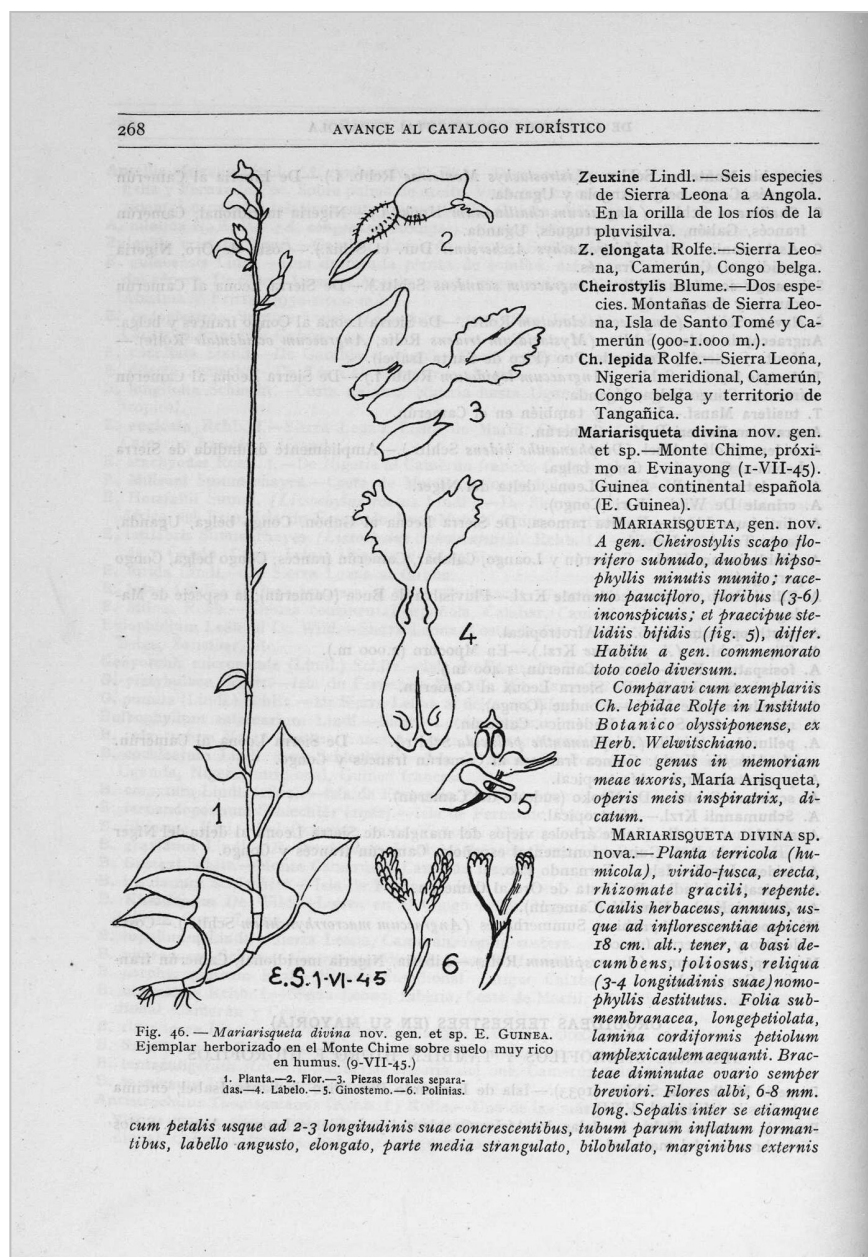 268
AVANCE AL CATALOGO FLORÍSTICO
Zeuxine Lindl. — Seis especies
de Sierra Leona a Angola.
En la orilla de los ríos de la
pluvisilva.
Z. elongata Rolfe.—Sierra Leo-
na, Camerún, Congo belga.
Cheirostylis Blume.—Dos espe-
cies. Montañas de Sierra Leo-
na, Isla de Santo Tomé y Ca-
merún (900-1.000 m.).
Ch. lepida Rolfe.—Sierra Leona,
Nigeria meridional, Camerún,
Congo belga y territorio de
Tangañica.
Mariarisqueta divina nov. gen.
et sp.—Monte Chime, próxi-
mo a Evinayong (1-VII-45).
Guinea continental española
(E. Guinea).
MARIARISQUETA, gen. nov.
A gen. Cheirostylis scapo flo-
rifero subnudo, duobus hipso-
phyllis minutis munito; race-
mo paucifloro, floribus (3-6)
inconspicuis; et praecipue ste-
lidiis bifidis (fig. 5), differ.
Habitu a gen. commemorato
toto coelo diversum.
Comparavi cum exemplariis
Ch. lepidae Rolfe in Instituto
Botanico olyssiponense, ex
Herb. Welwitschiano.
Hoc genus in memoriam
meae uxoris, María Arisqueta,
operis meis inspiratrix, di-
catum.
MARIARISQUETA DIVINA sp.
nova.—Planta terricola (hu-
micola), virido-fusca, erecta,
rhizomate gracili, repente.
Caulis herbaceus, annuus, us-
que ad inflorescentiae apicem
18 cm. alt., tener, a basi de-
cumbens, foliosus, reliqua
(3-4 longitudinis suae) nomo-
phyllis destitutus. Folia sub-
membranacea, longepetiolata,
lamina cordiformis petiolum
amplexicaulem aequanti. Brac-
teae diminutae ovario semper
breviori. Flores albi, 6-8 mm.
long. Sepalis inter se etiamque
cum petalis usque ad 2-3 longitudinis suae concrescentibus, tubum parum inflatum forman-
tibus, labello angusto, elongato, parte media strangulato, bilobulato, marginibus externis
1
2
3
4
5
6
E.S. 1-VI-45
Fig. 46. — Mariarisqueta divina nov. gen. et sp. E. GUINEA.
Ejemplar herborizado en el Monte Chime sobre suelo muy rico
en humus. (9-VII-45.)
1. Planta.—2. Flor.—3. Piezas florales separa-
das.—4. Labelo.—5. Ginostemo.—6. Polinias.